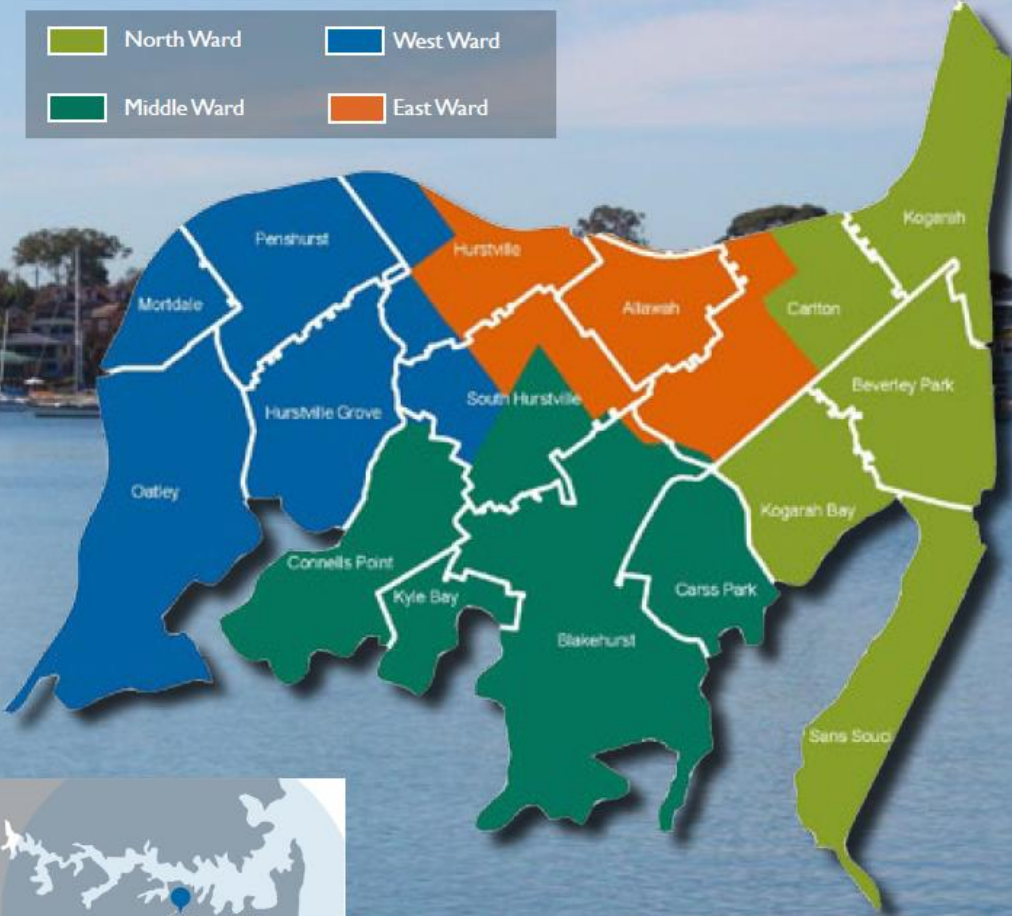 North Ward
West Ward
Middle Ward
East Ward
Kogarah
Penshurst
Hurstville
Mortdale
Allawah
Carlton
Beverley Park
South Hurstville
Hurstville Grove
Oatley
Kogarah Bay
Connells Point
Carss Park
Kyle Bay
Blakehurst
Sans Souci